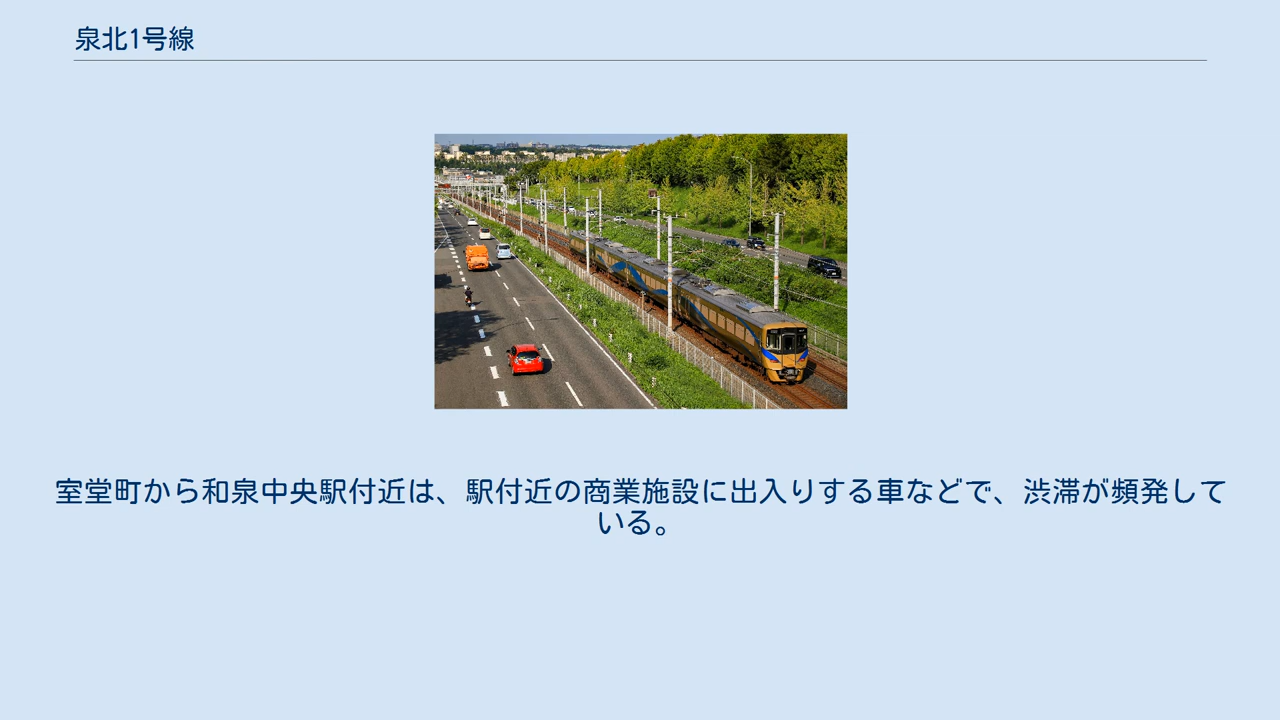 泉北1号線
室堂町から和泉中央駅付近は、駅付近の商業施設に出入りする車などで、渋滞が頻発して
いる。